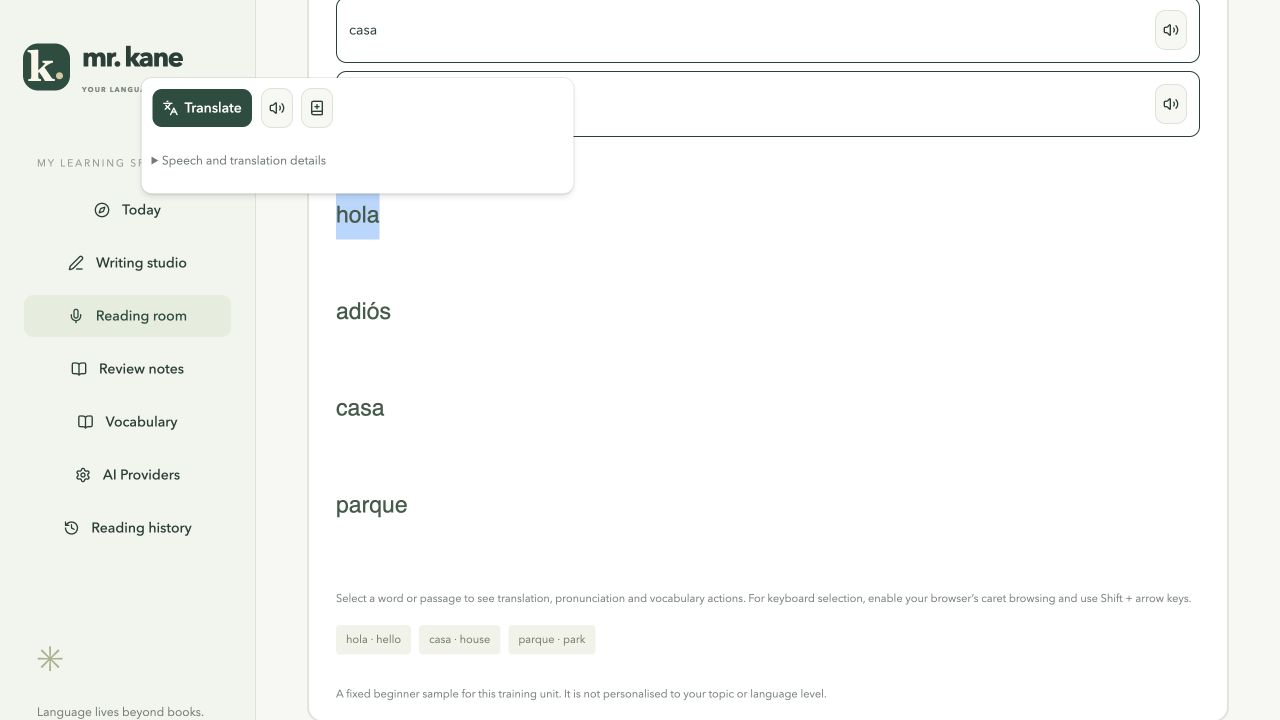 k.
mr. kane
YOUR LANGU
MY LEARNING SP
Today
Writing studio
Reading room
Review notes
Vocabulary
AI Providers
Reading history
Language lives beyond books.
casa
Translate
Speech and translation details
hola
adiós
casa
parque
Select a word or passage to see translation, pronunciation and vocabulary actions. For keyboard selection, enable your browser’s caret browsing and use Shift + arrow keys.
hola · hello casa · house parque · park
A fixed beginner sample for this training unit. It is not personalised to your topic or language level.